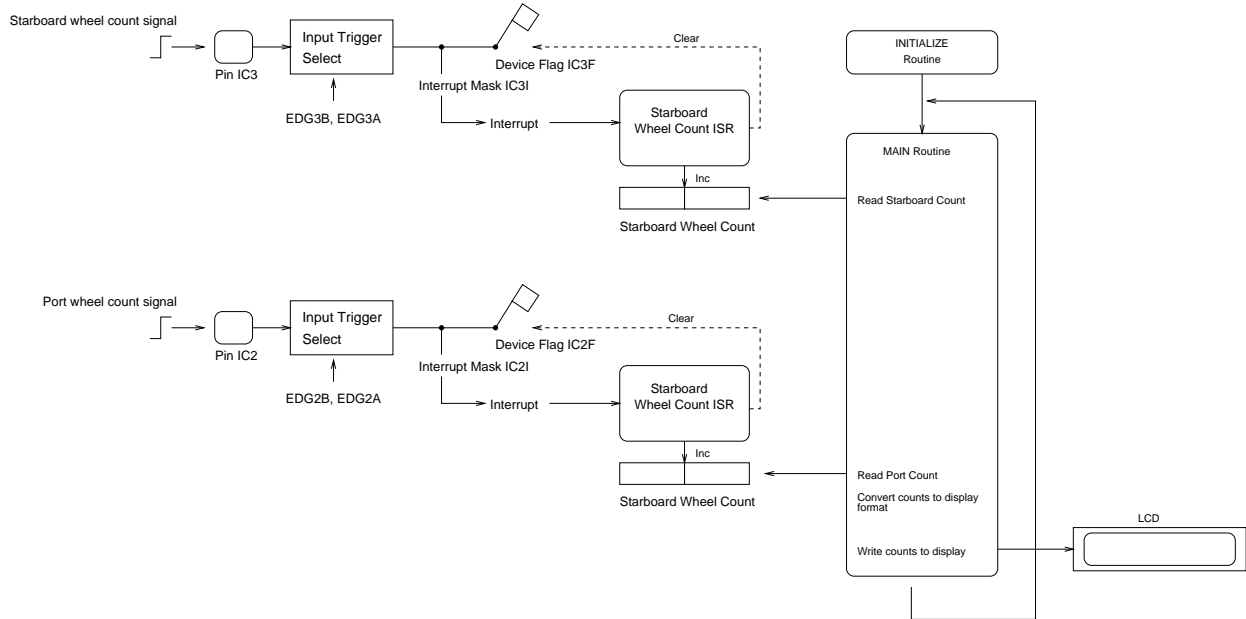 Starboard wheel count signal
Pin IC3
Input Trigger
Select
EDG3B, EDG3A
Device Flag IC3F
Interrupt Mask IC3I
Interrupt
Clear
Starboard
Wheel Count ISR
Inc
Starboard Wheel Count
Port wheel count signal
Pin IC2
Input Trigger
Select
EDG2B, EDG2A
Device Flag IC2F
Interrupt Mask IC2I
Interrupt
Clear
Starboard
Wheel Count ISR
Inc
Starboard Wheel Count
INITIALIZE
Routine
MAIN Routine
Read Starboard Count
Read Port Count
Convert counts to display
format
Write counts to display
LCD